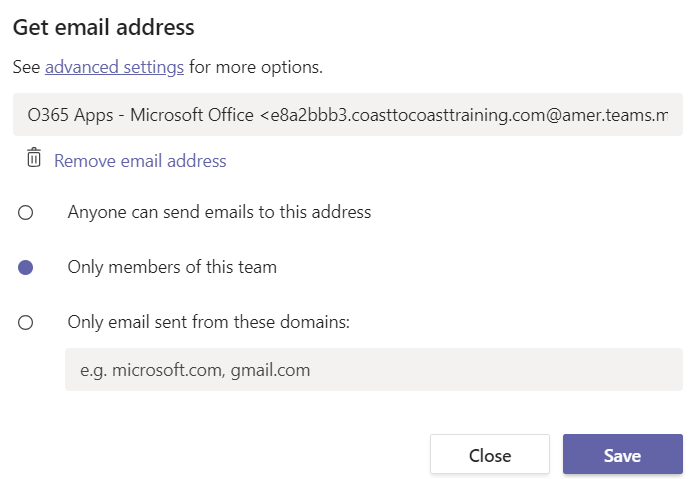 Get email address
See advanced settings for more options.
O365 Apps - Microsoft Office <e8a2bbb3.coasttocoasttraining.com@amer.teams.m
Remove email address
Anyone can send emails to this address
Only members of this team
Only email sent from these domains:
e.g. microsoft.com, gmail.com
Close Save